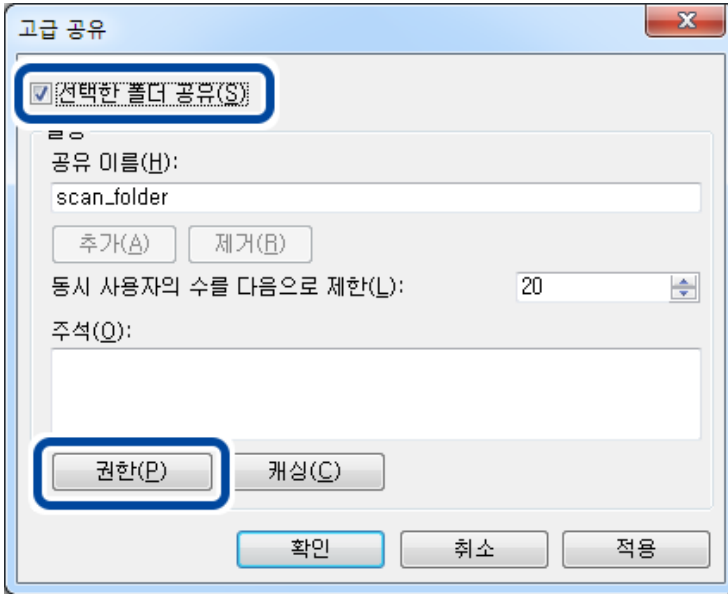 고급 공유
선택한 폴더 공유(S)
설정
공유 이름(H):
scan_folder
추가(A) 제거(R)
동시 사용자의 수를 다음으로 제한(L): 20
주석(O):
권한(P) 캐싱(C)
확인 취소 적용